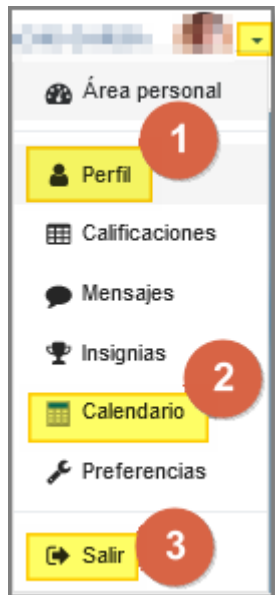 Área personal
1
Perfil
Calificaciones
Mensajes
Insignias
2
Calendario
Preferencias
Salir
3